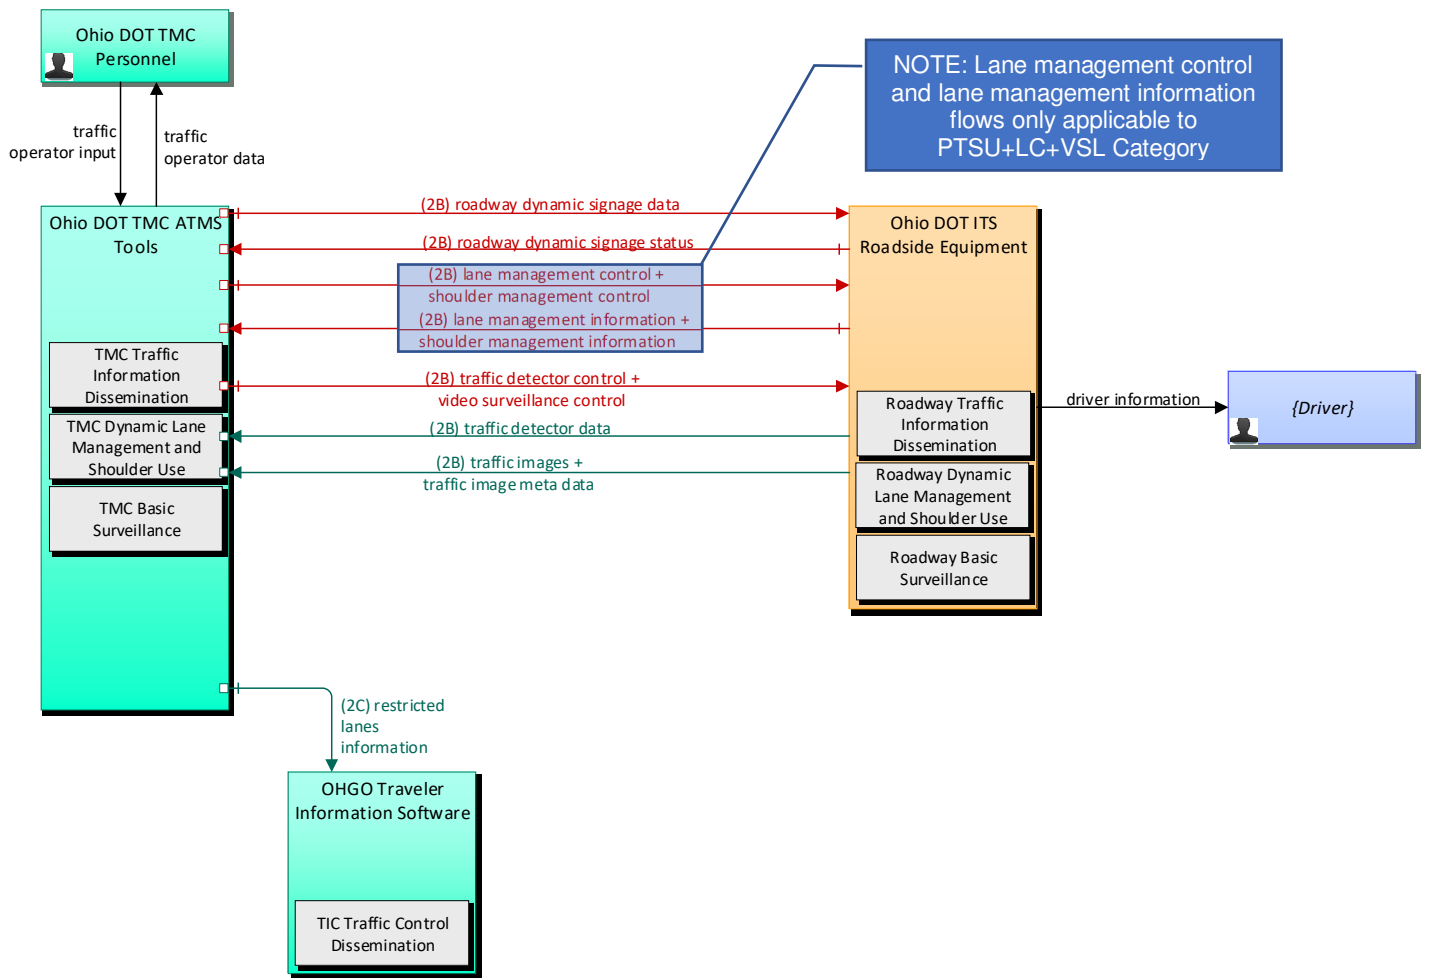 Ohio DOT TMC
Personnel
NOTE: Lane management control
and lane management information
flows only applicable to
PTSU+LC+VSL Category
traffic
operator input
traffic
operator data
Ohio DOT TMC ATMS
Tools
(2B) roadway dynamic signage data
(2B) roadway dynamic signage status
(2B) lane management control +
shoulder management control
(2B) lane management information +
shoulder management information
(2B) traffic detector control +
video surveillance control
(2B) traffic detector data
(2B) traffic images +
traffic image meta data
TMC Traffic
Information
Dissemination
TMC Dynamic Lane
Management and
Shoulder Use
TMC Basic
Surveillance
Ohio DOT ITS
Roadside Equipment
Roadway Traffic
Information
Dissemination
Roadway Dynamic
Lane Management
and Shoulder Use
Roadway Basic
Surveillance
driver information
{Driver}
(2C) restricted
lanes
information
OHGO Traveler
Information Software
TIC Traffic Control
Dissemination